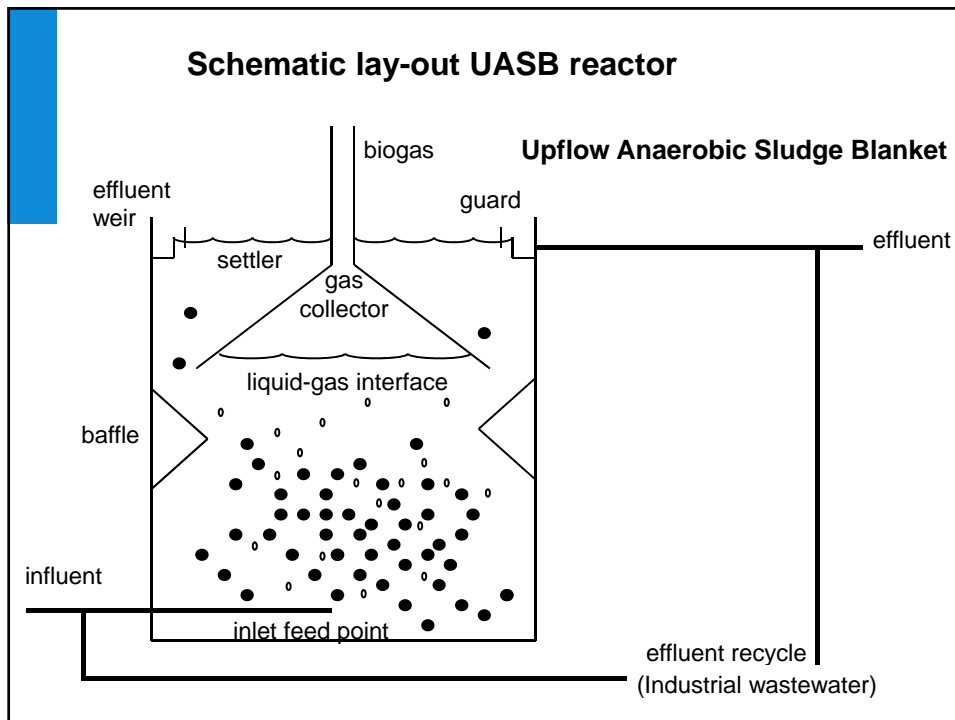 Schematic lay-out UASB reactor
biogas
Upflow Anaerobic Sludge Blanket
effluent
weir
guard
effluent
settler
gas
collector
liquid-gas interface
baffle
influent
inlet feed point
effluent recycle
(Industrial wastewater)